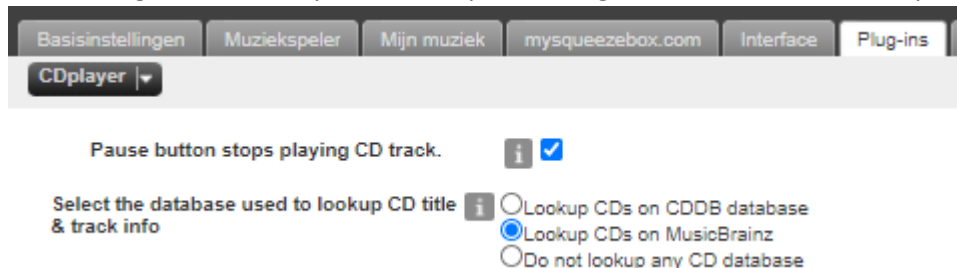 Basisinstellingen Muziekspeler Mijn muziek mysqueezebox.com Interface Plug-ins
CDplayer
Pause button stops playing CD track. i
Select the database used to lookup CD title i
& track info
Lookup CDs on CDDB database
Lookup CDs on MusicBrainz
Do not lookup any CD database